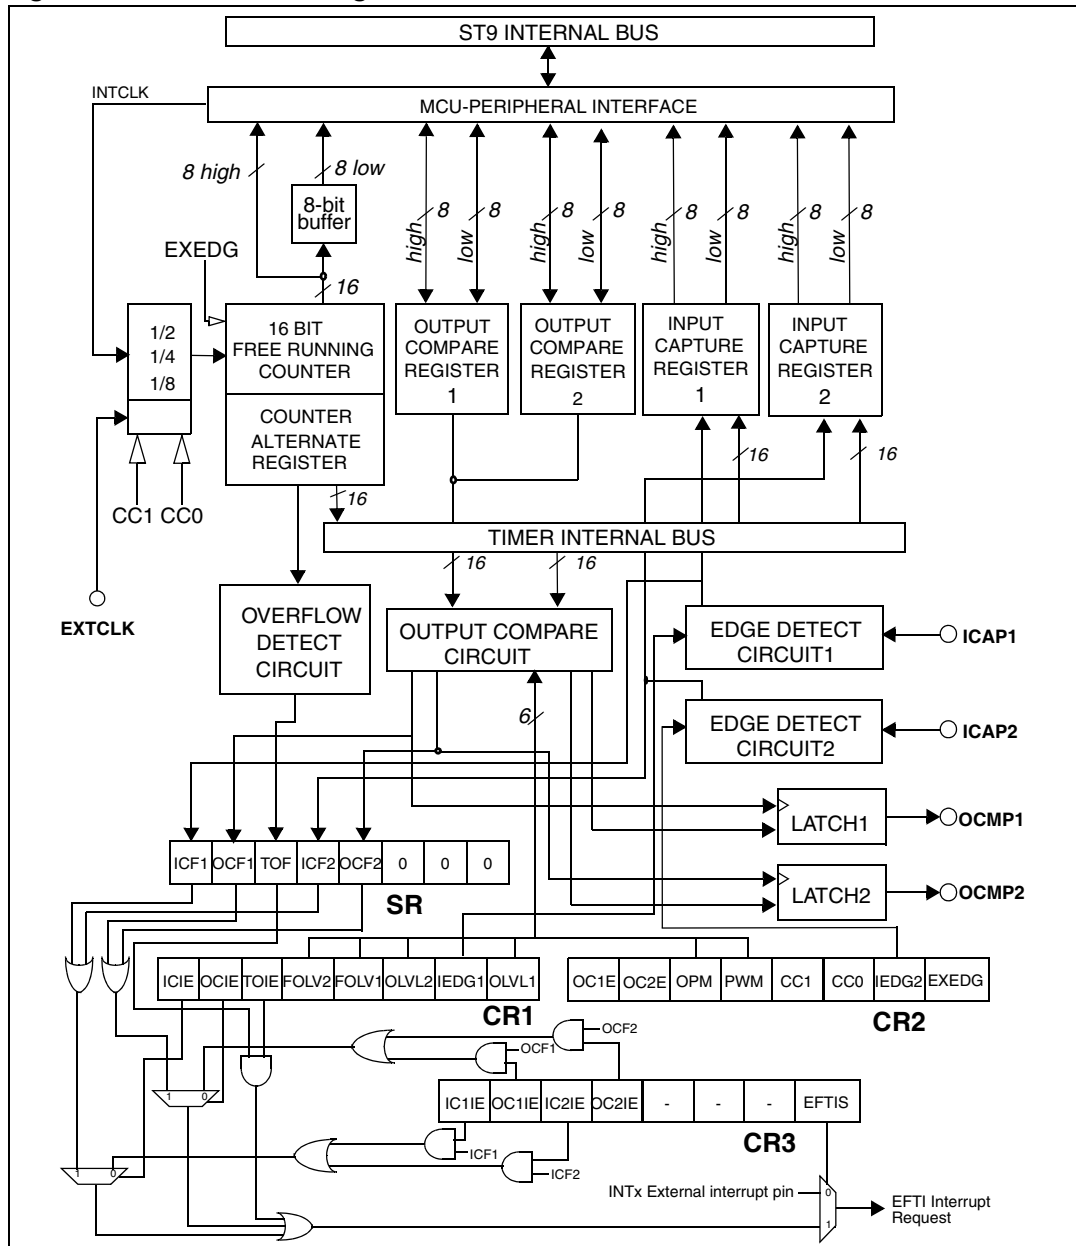 ST9 INTERNAL BUS
INTCLK
MCU-PERIPHERAL INTERFACE
8 high
8 low
8-bit
buffer
high
8
low
8
high
8
low
8
high
8
low
8
high
8
low
8
EXEDG
16
1/2
1/4
1/8
16 BIT
FREE RUNNING
COUNTER
COUNTER
ALTERNATE
REGISTER
OUTPUT
COMPARE
REGISTER
1
OUTPUT
COMPARE
REGISTER
2
INPUT
CAPTURE
REGISTER
1
INPUT
CAPTURE
REGISTER
2
16
16
CC1 CC0
16
TIMER INTERNAL BUS
16
16
EXTCLK
OVERFLOW
DETECT
CIRCUIT
OUTPUT COMPARE
CIRCUIT
EDGE DETECT
CIRCUIT1
ICAP1
6
EDGE DETECT
CIRCUIT2
ICAP2
LATCH1
OCMP1
ICF1 OCF1 TOF ICF2 OCF2 0 0 0
SR
LATCH2
OCMP2
ICIE OCIE TOIE FOLV2 FOLV1 OLVL2 IEDG1 OLVL1
CR1
OC1E OC2E OPM PWM CC1 CC0 IEDG2 EXEDG
CR2
OCF2
OCF1
1 0
IC1IE OC1IE IC2IE OC2IE - - - EFTIS
CR3
ICF1
ICF2
1 0
INTx External interrupt pin
0
1
EFTI Interrupt
Request